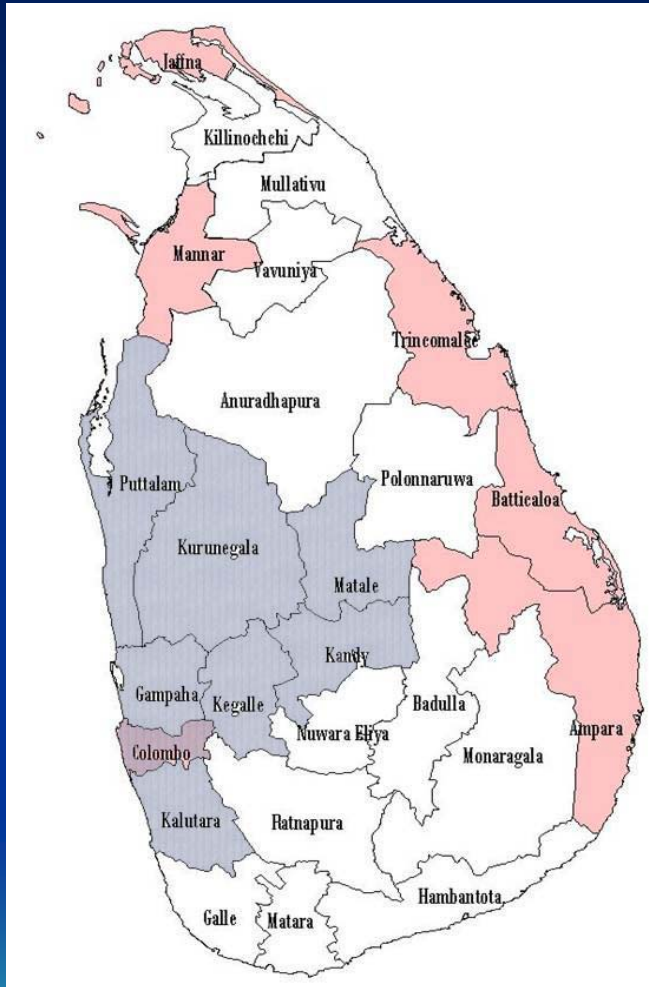 Jaffna
Killinochchi
Mullativu
Mannar
Vavuniya
Trincomalee
Anuradhapura
Polonnaruwa
Puttalam
Batticaloa
Kurunegala
Matale
Kandy
Gampaha
Kegalle
Badulla
Ampara
Nuwara Eliya
Colombo
Monaragala
Kalutara
Ratnapura
Hambantota
Galle
Matara